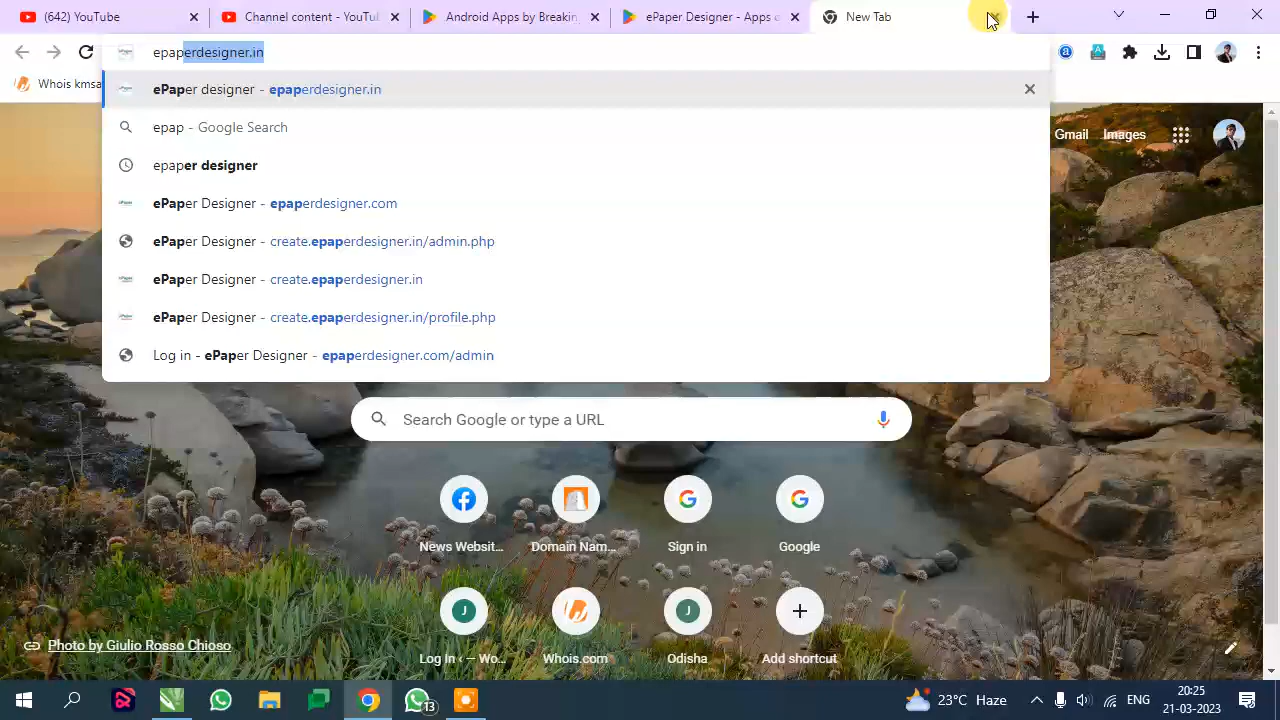 (642) YouTube
Channel content - YouTul
Android Apps by Breakin
ePaper Designer - Apps o
New Tab
epaperdesigner.in
Whois kmsa
ePaper designer - epaperdesigner.in
epap - Google Search
epaper designer
ePaper Designer - epaperdesigner.com
ePaper Designer - create.epaperdesigner.in/admin.php
ePaper Designer - create.epaperdesigner.in
ePaper Designer - create.epaperdesigner.in/profile.php
Log in - ePaper Designer - epaperdesigner.com/admin
Gmail Images
Search Google or type a URL
News Websit... Domain Nam... Sign in Google
J J
Log In ‹ — Wo... Whois.com Odisha Add shortcut
Photo by Giulio Rosso Chioso
13
23°C Haze
ENG
20:25
21-03-2023